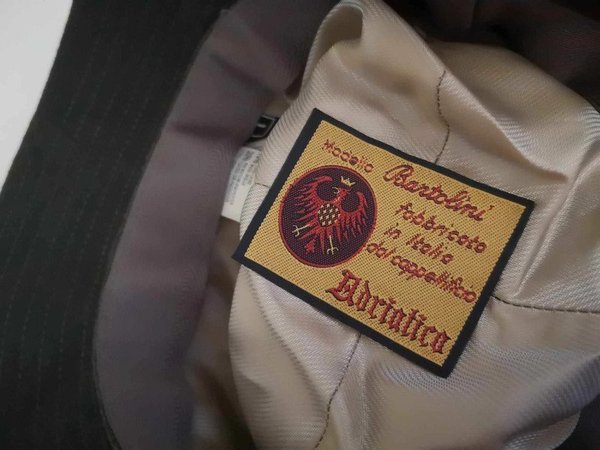 Modello Bartolini
fabbricato
in Italia
dal cappellificio
Adriatica